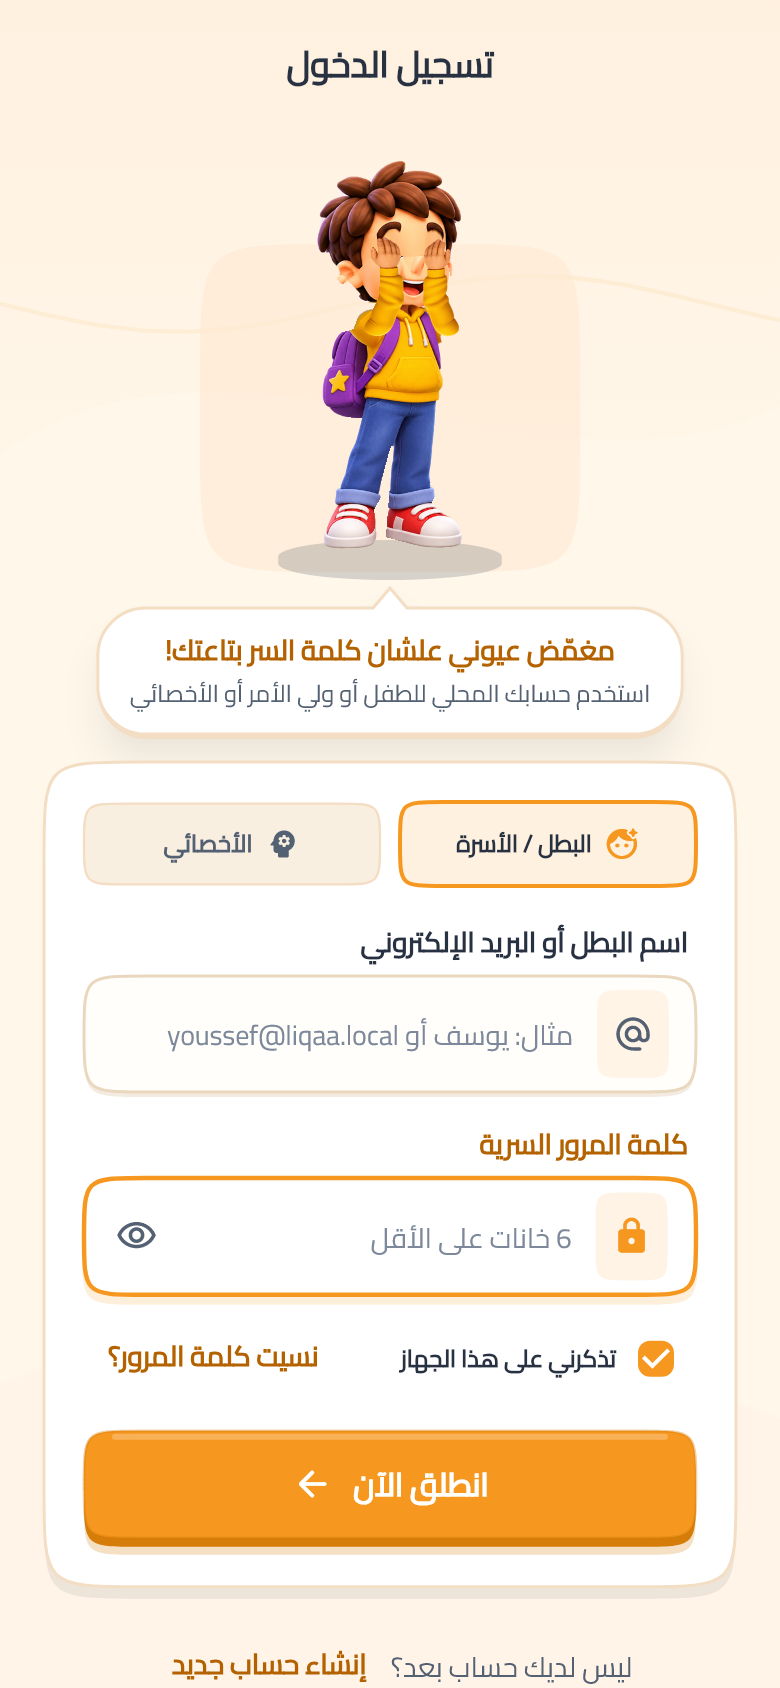 تسجيل الدخول
مغمّض عيوني علشان كلمة السر بتاعتك!
استخدم حسابك المحلي للطفل أو ولي الأمر أو الأخصائي
البطل / الأسرة
الأخصائي
اسم البطل أو البريد الإلكتروني
مثال: يوسف أو youssef@liqaa.local
كلمة المرور السرية
6 خانات على الأقل
تذكرني على هذا الجهاز
نسيت كلمة المرور؟
انطلق الآن
ليس لديك حساب بعد؟ إنشاء حساب جديد